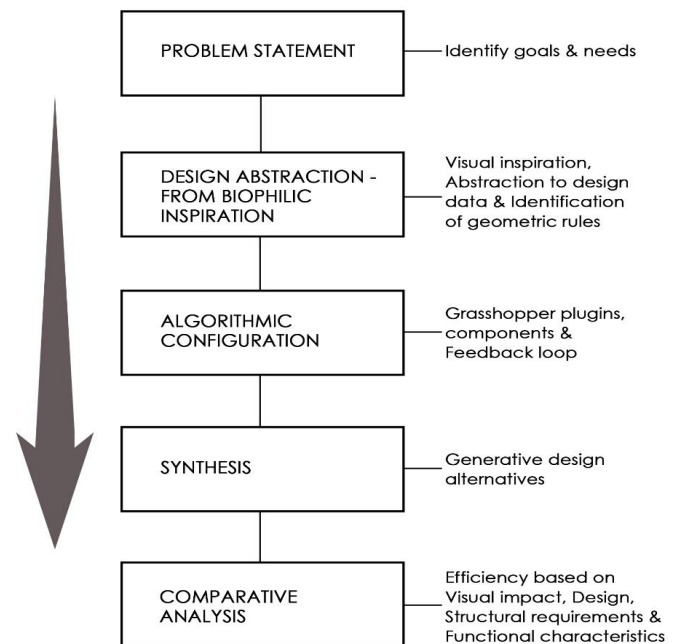 PROBLEM STATEMENT
Identify goals & needs
DESIGN ABSTRACTION -
FROM BIOPHILIC
INSPIRATION
Visual inspiration,
Abstraction to design
data & Identification
of geometric rules
ALGORITHMIC
CONFIGURATION
Grasshopper plugins,
components &
Feedback loop
SYNTHESIS
Generative design
alternatives
COMPARATIVE
ANALYSIS
Efficiency based on
Visual impact, Design,
Structural requirements &
Functional characteristics